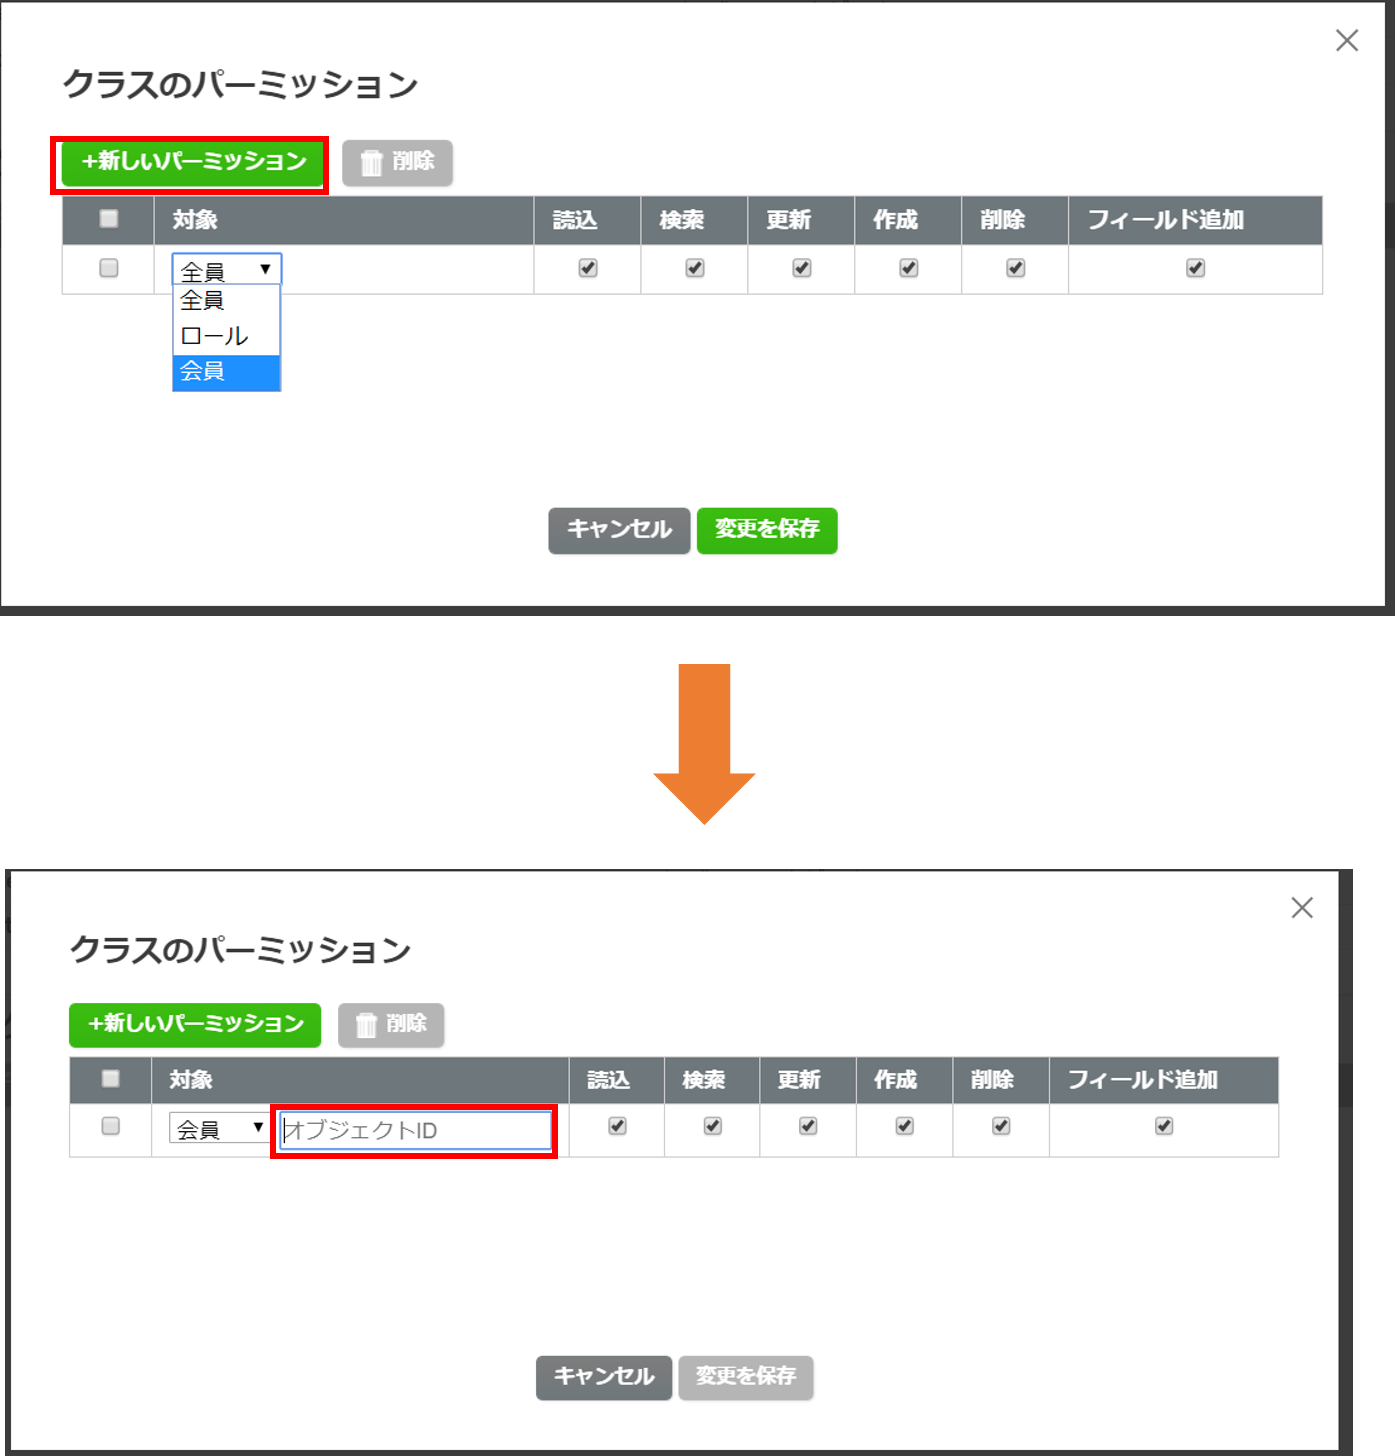 クラスのパーミッション
+新しいパーミッション 削除
対象 読込 検索 更新 作成 削除 フィールド追加
全員
全員
ロール
会員
キャンセル 変更を保存
クラスのパーミッション
+新しいパーミッション 削除
対象 読込 検索 更新 作成 削除 フィールド追加
会員 オブジェクトID
キャンセル 変更を保存